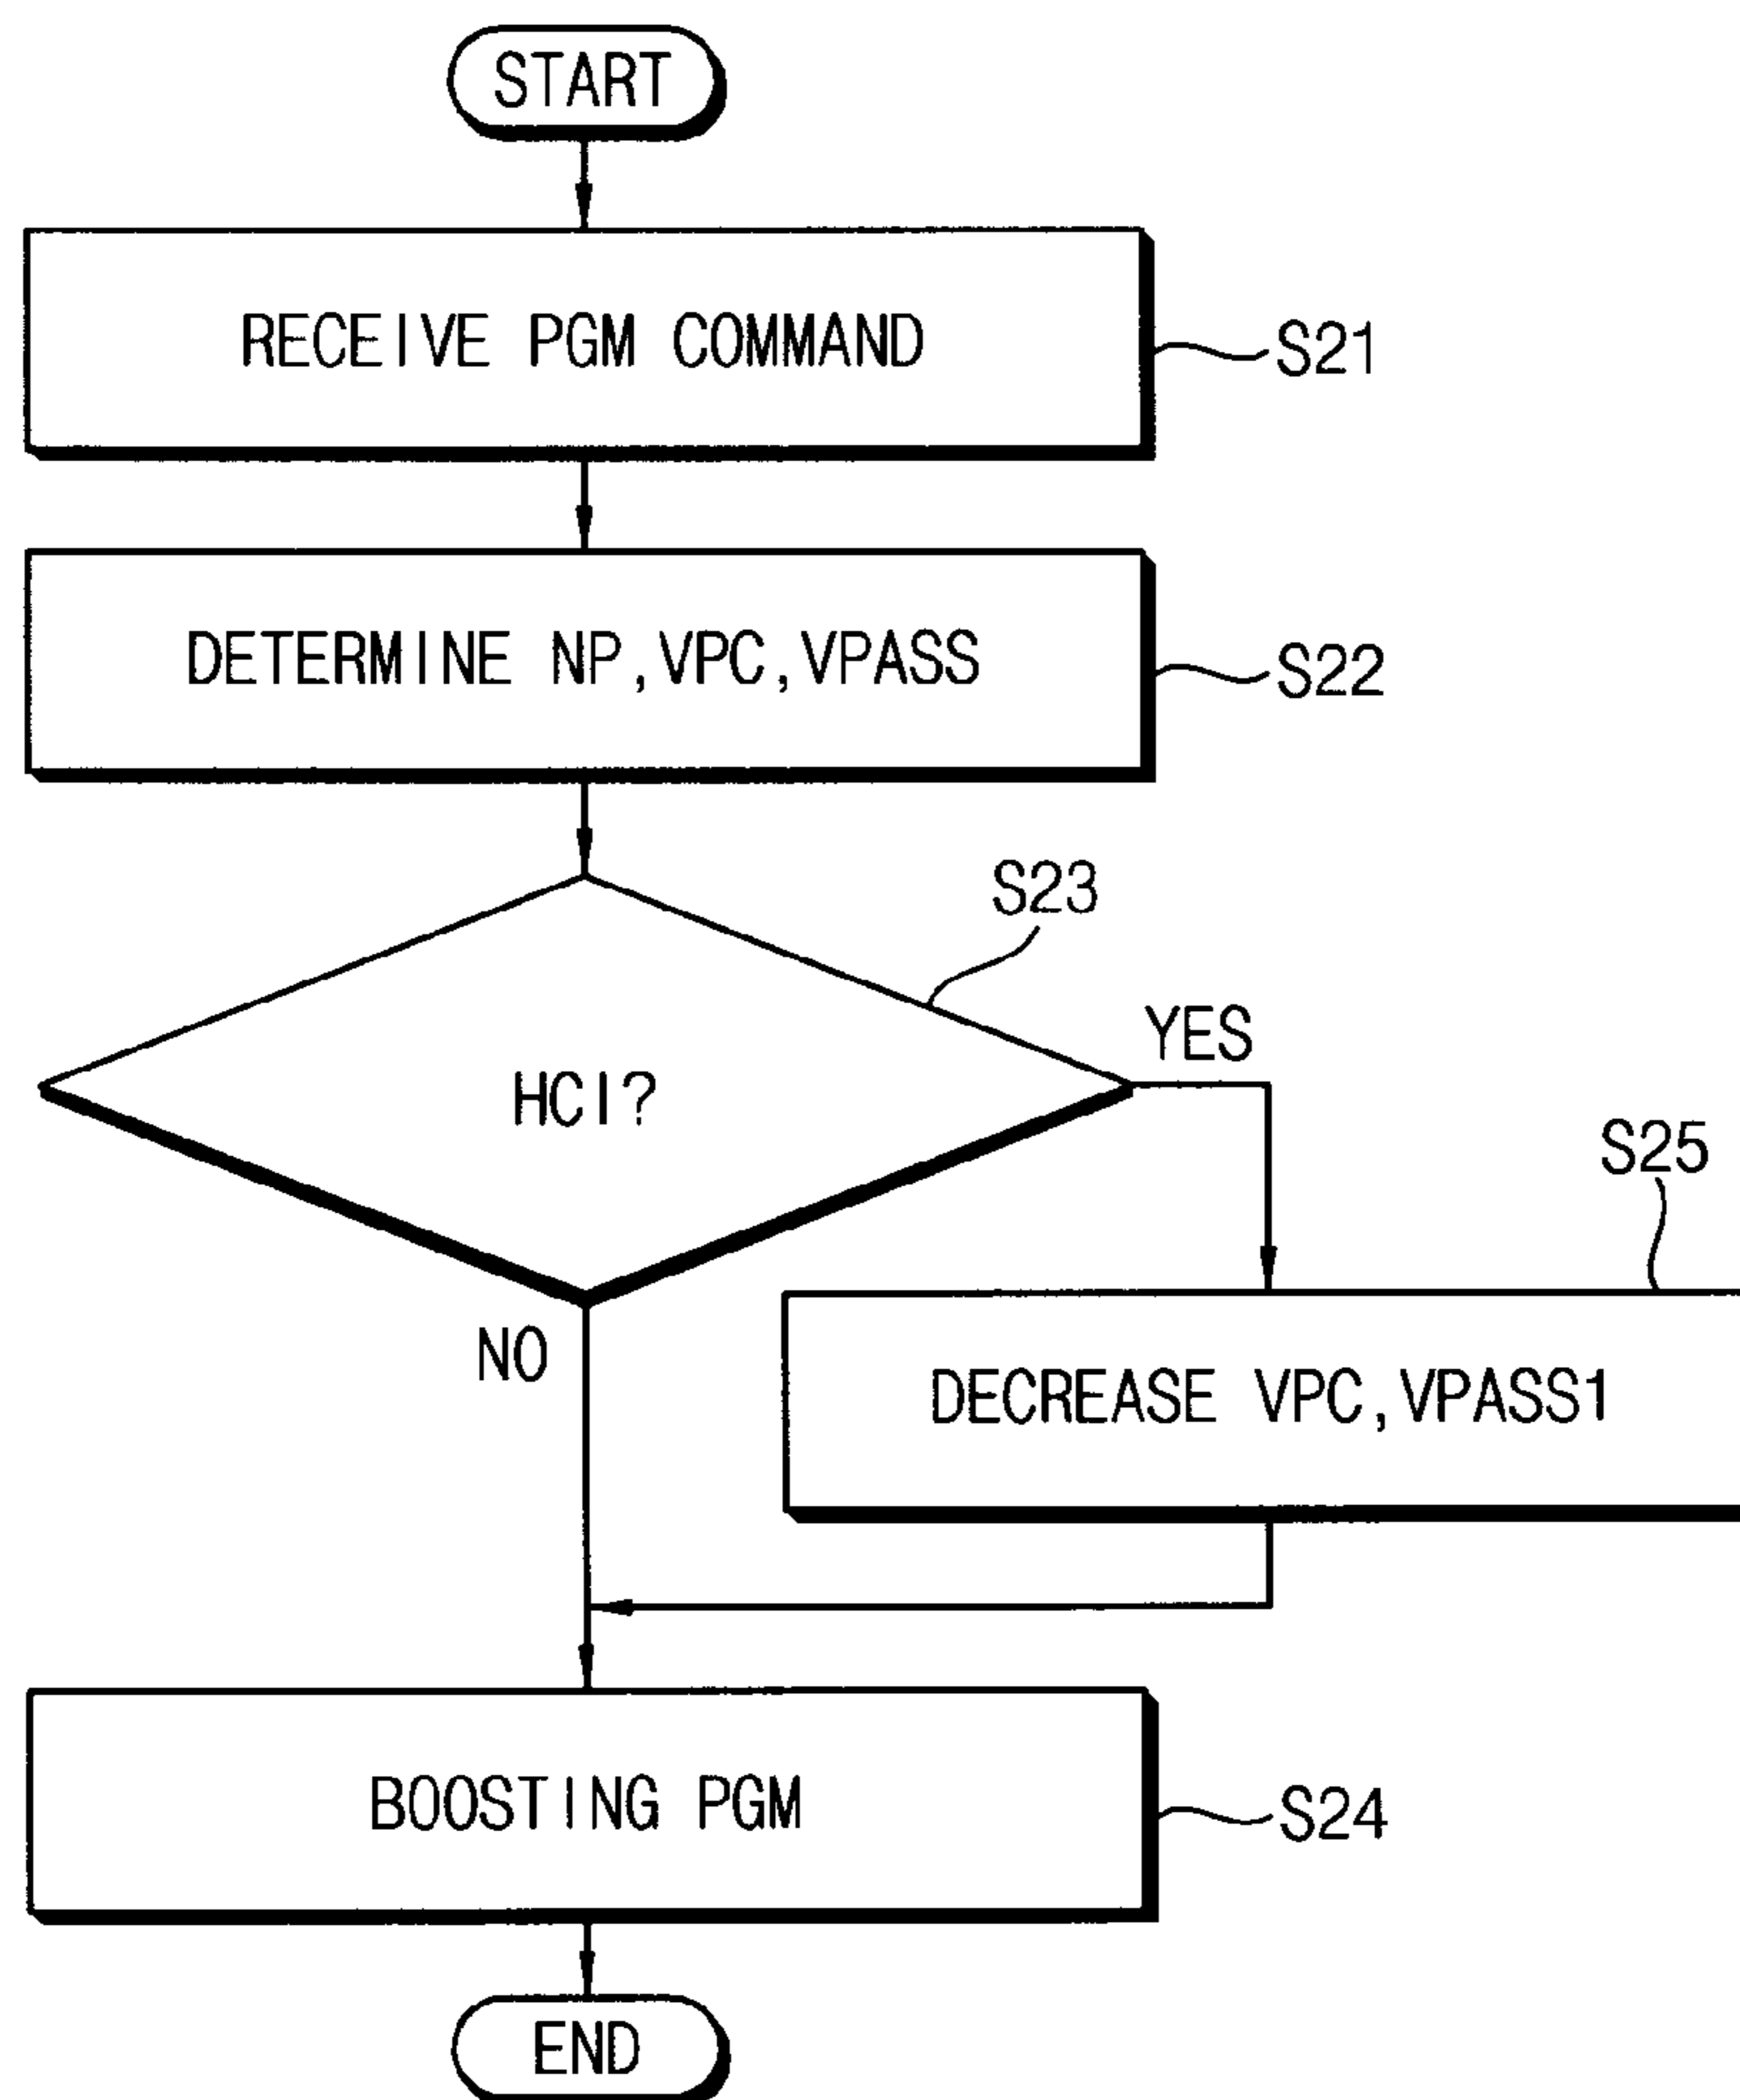 START
RECEIVE PGM COMMAND
S21
DETERMINE NP,VPC,VPASS
S22
S23
HCI?
YES
NO
S25
DECREASE VPC,VPASS1
BOOSTING PGM
S24
END